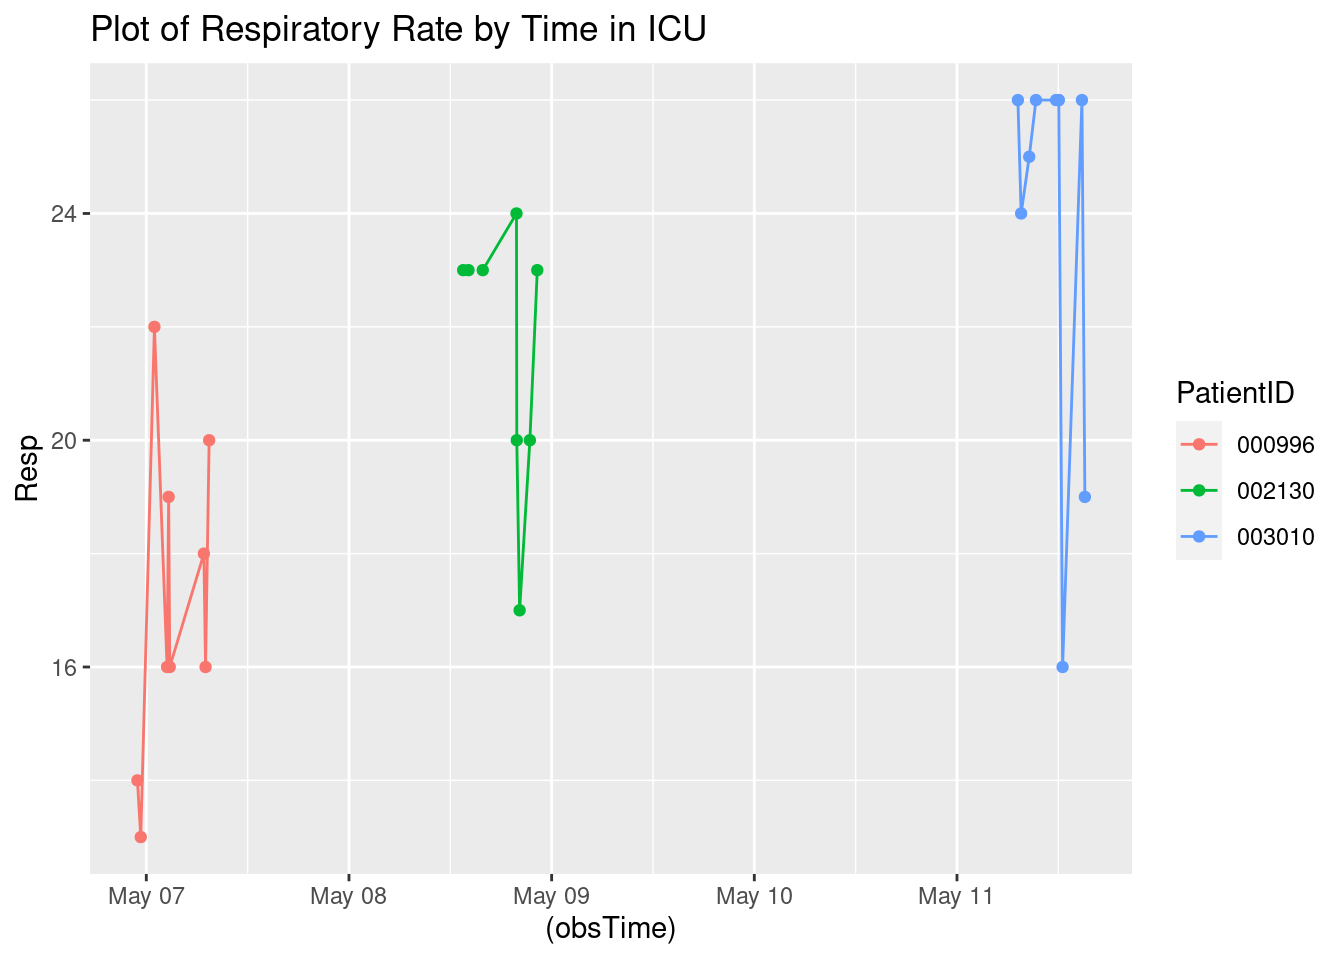 Plot of Respiratory Rate by Time in ICU
Resp
24
20
16
May 07
May 08
May 09
May 10
May 11
(obsTime)
PatientID
000996
002130
003010